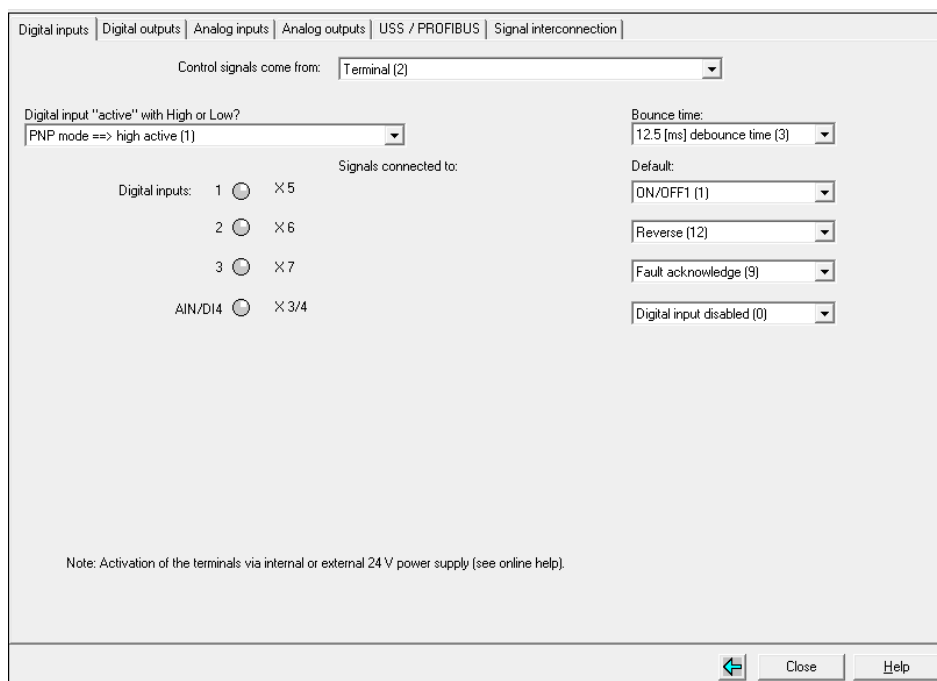 Digital inputs Digital outputs Analog inputs Analog outputs USS / PROFIBUS Signal interconnection
Control signals come from: Terminal (2)
Digital input "active" with High or Low? Bounce time:
PNP mode ==> high active (1) 12.5 [ms] debounce time (3)
Signals connected to: Default:
Digital inputs: 1 X 5 ON/OFF1 (1)
2 X 6 Reverse (12)
3 X 7 Fault acknowledge (9)
AIN/DI4 X 3/4 Digital input disabled (0)
Note: Activation of the terminals via internal or external 24 V power supply (see online help).
Close Help